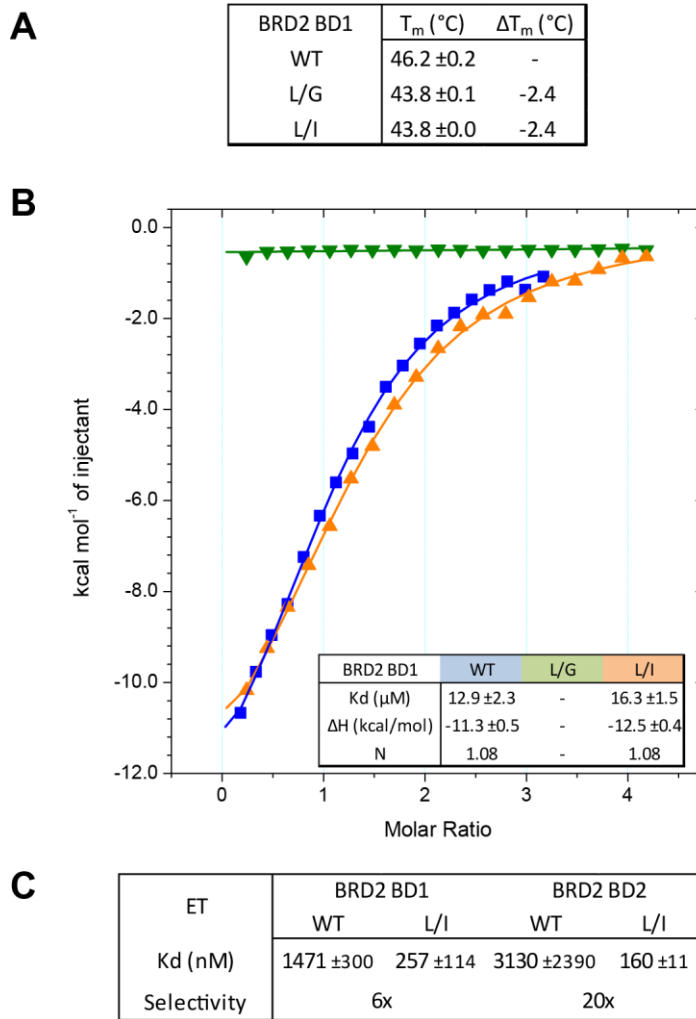 A
BRD2 BD1 Tm (°C) ΔTm (°C)
WT 46.2 ±0.2 -
L/G 43.8 ±0.1 -2.4
L/I 43.8 ±0.0 -2.4
B
0.0
-2.0
-4.0
-6.0
-8.0
-10.0
-12.0
kcal mol⁻¹ of injectant
BRD2 BD1 WT L/G L/I
Kd (μM) 12.9 ±2.3 - 16.3 ±1.5
ΔH (kcal/mol) -11.3 ±0.5 - -12.5 ±0.4
N 1.08 - 1.08
0 1 2 3 4
Molar Ratio
C
ET BRD2 BD1 BRD2 BD2
WT L/I WT L/I
Kd (nM) 1471 ±300 257 ±114 3130 ±2390 160 ±11
Selectivity 6x 20x